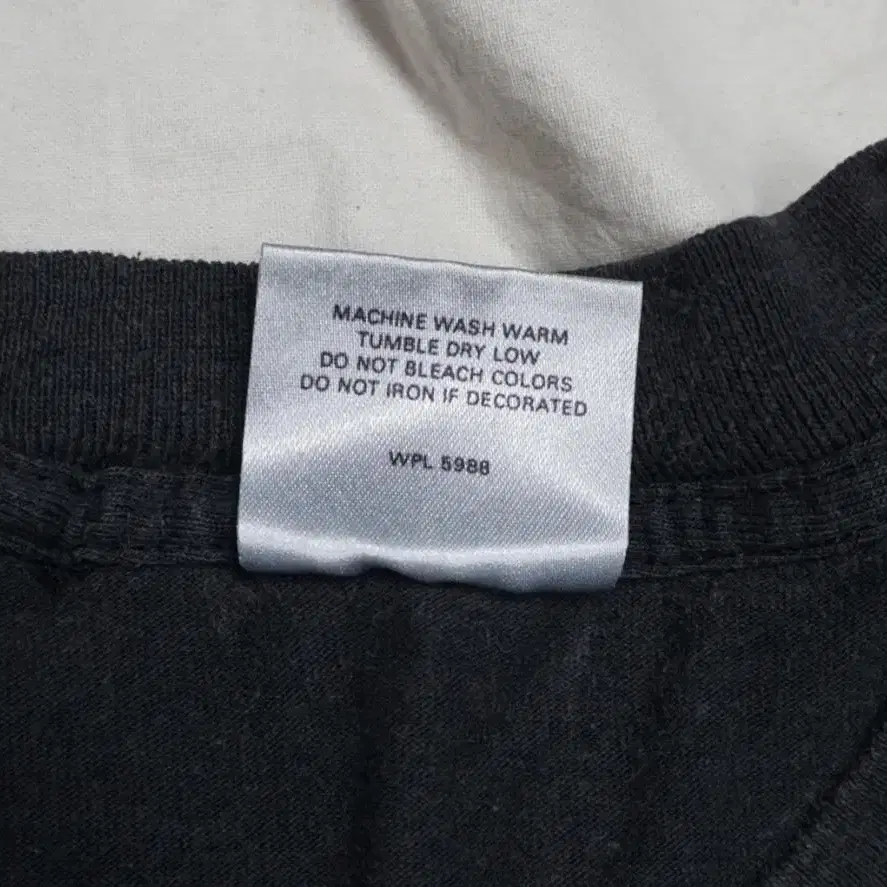 MACHINE WASH WARM
TUMBLE DRY LOW
DO NOT BLEACH COLORS
DO NOT IRON IF DECORATED
WPL 5988